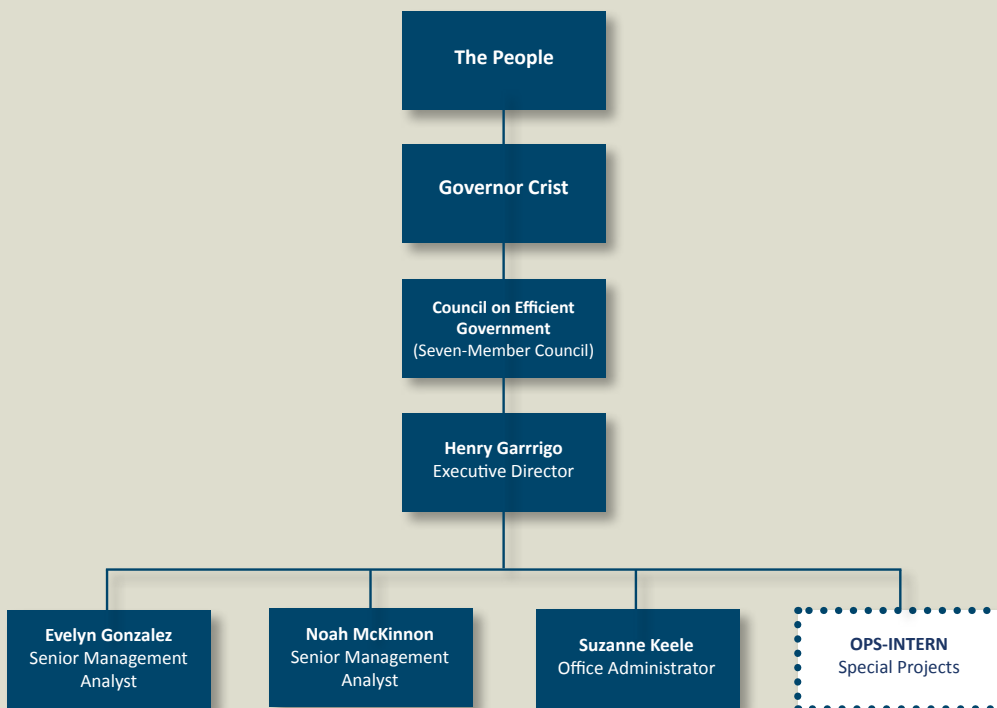 The People
Governor Crist
Council on Efficient
Government
(Seven-Member Council)
Henry Garrrigo
Executive Director
Evelyn Gonzalez
Senior Management
Analyst
Noah McKinnon
Senior Management
Analyst
Suzanne Keele
Office Administrator
OPS-INTERN
Special Projects